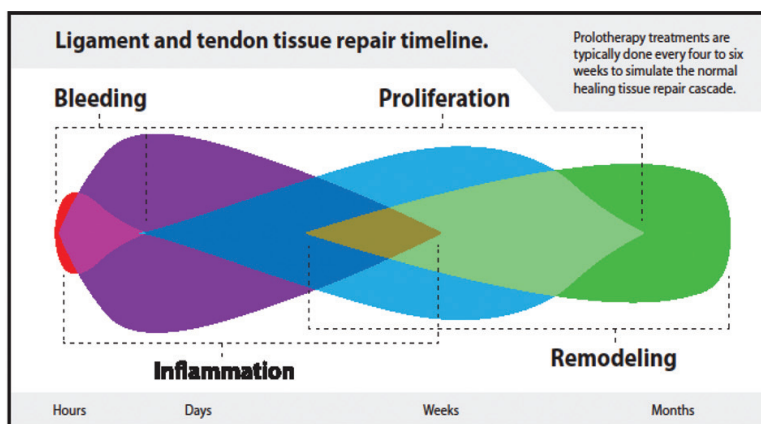 Ligament and tendon tissue repair timeline.
Prolotherapy treatments are
typically done every four to six
weeks to simulate the normal
healing tissue repair cascade.
Bleeding
Proliferation
Inflammation
Remodeling
Hours
Days
Weeks
Months